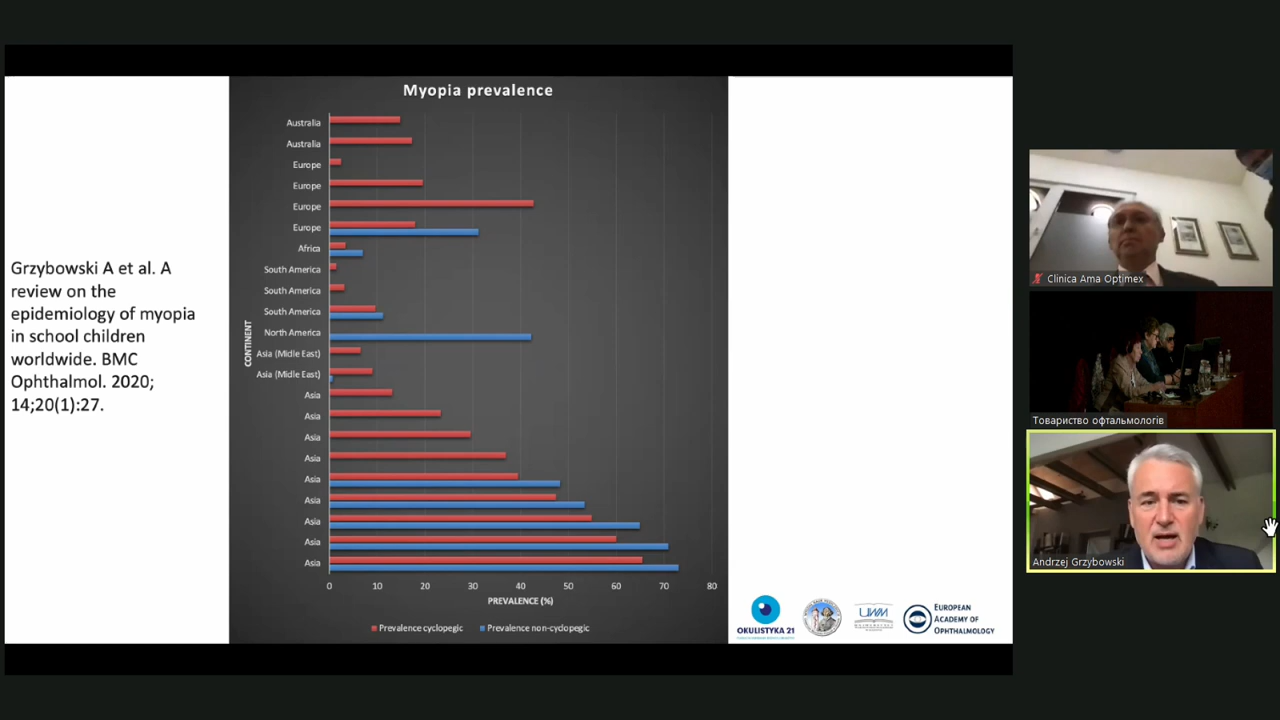 Myopia prevalence
Australia
Australia
Europe
Europe
Europe
Europe
Africa
South America
South America
South America
North America
Asia (Midle East)
Asia (Midle East)
Asia
Asia
Asia
Asia
Asia
Asia
Asia
Asia
Asia
CONTINENT
0 10 20 30 40 50 60 70 80
PREVALENCE (%)
Prevalence cyclopegic Prevalence non-cyclopegic
Grzybowski A et al. A
review on the
epidemiology of myopia
in school children
worldwide. BMC
Ophthalmol. 2020;
14;20(1):27.
OKULISTYKA 21
UWM
EUROPEAN
ACADEMY OF
OPHTHALMOLOGY
Clinica Ama Optimex
Товариство офтальмологів
Andrzej Grzybowski